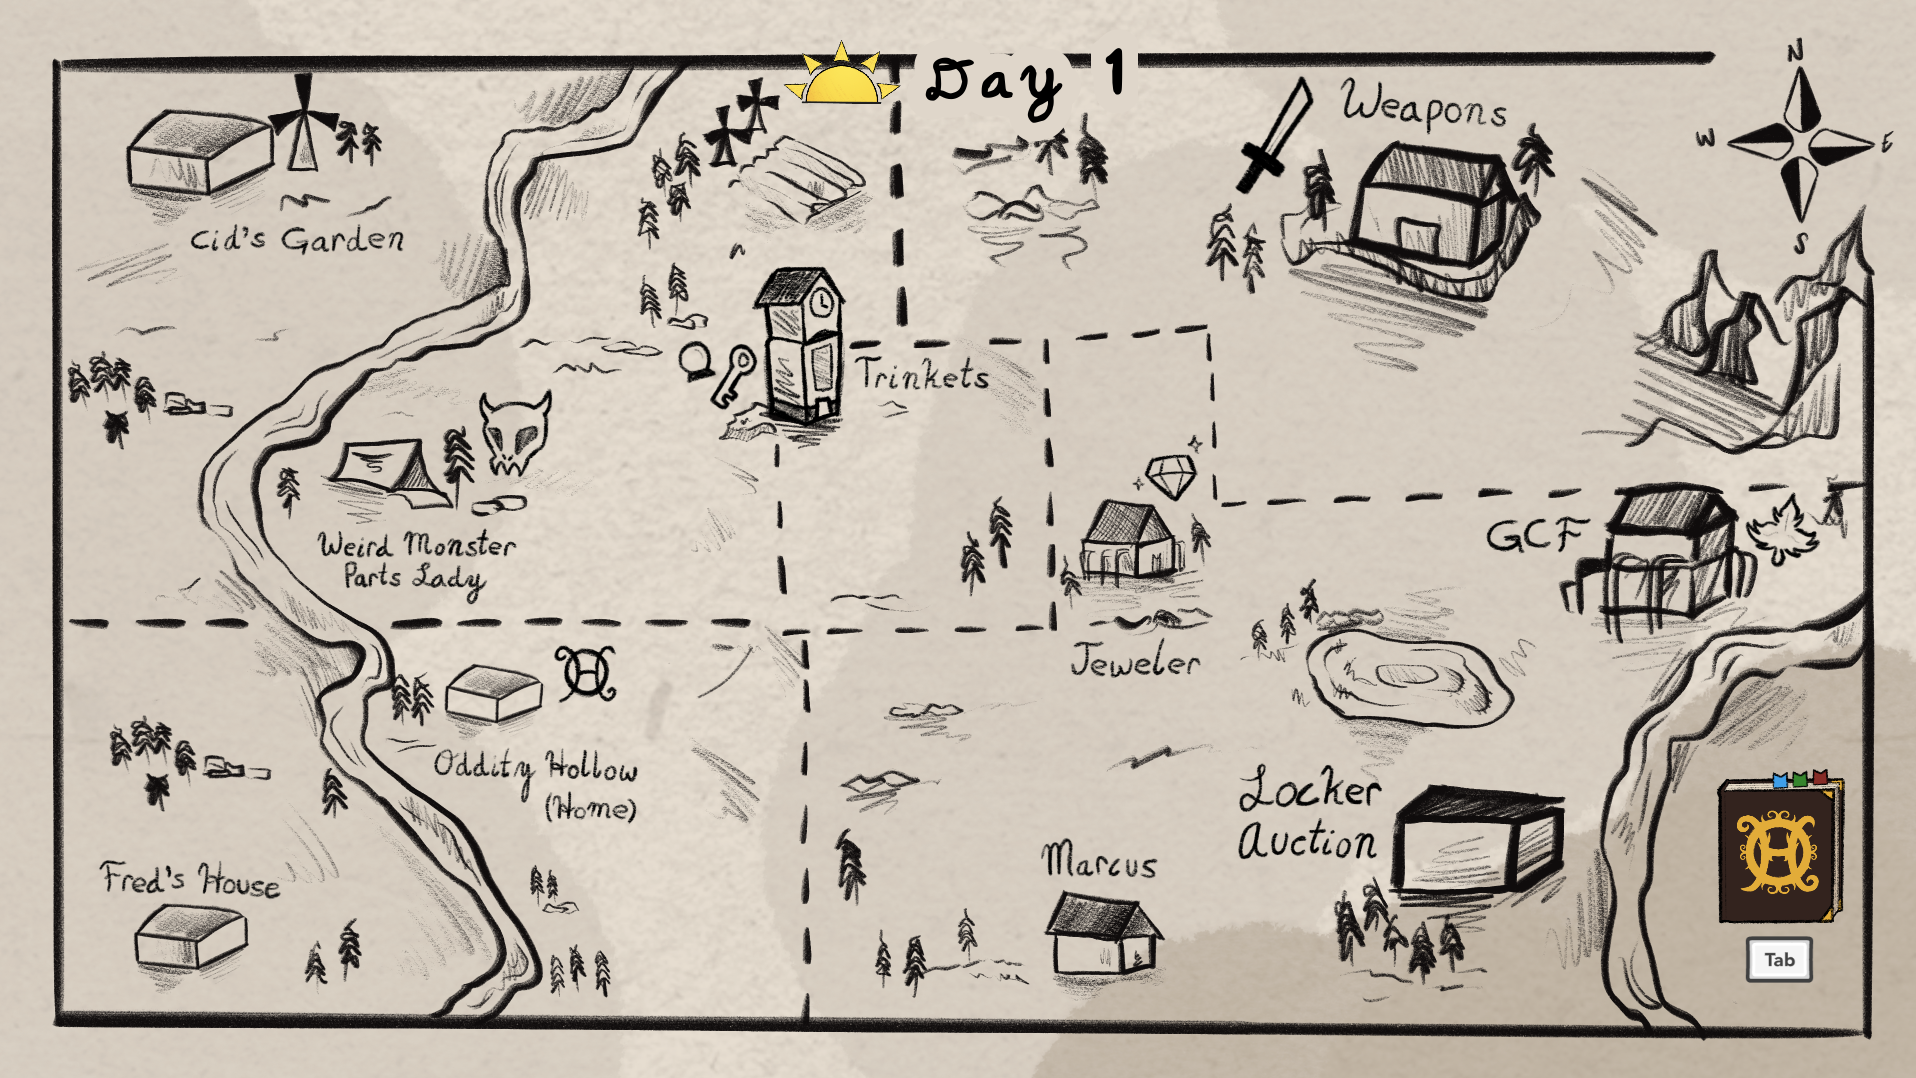 Day 1
N
W
E
S
Weapons
Cid's Garden
Trinkets
Weird Monster
Parts Lady
GCF
Jeweler
Oddity Hollow
(Home)
Locker
Auction
Marcus
Fred's House
Tab